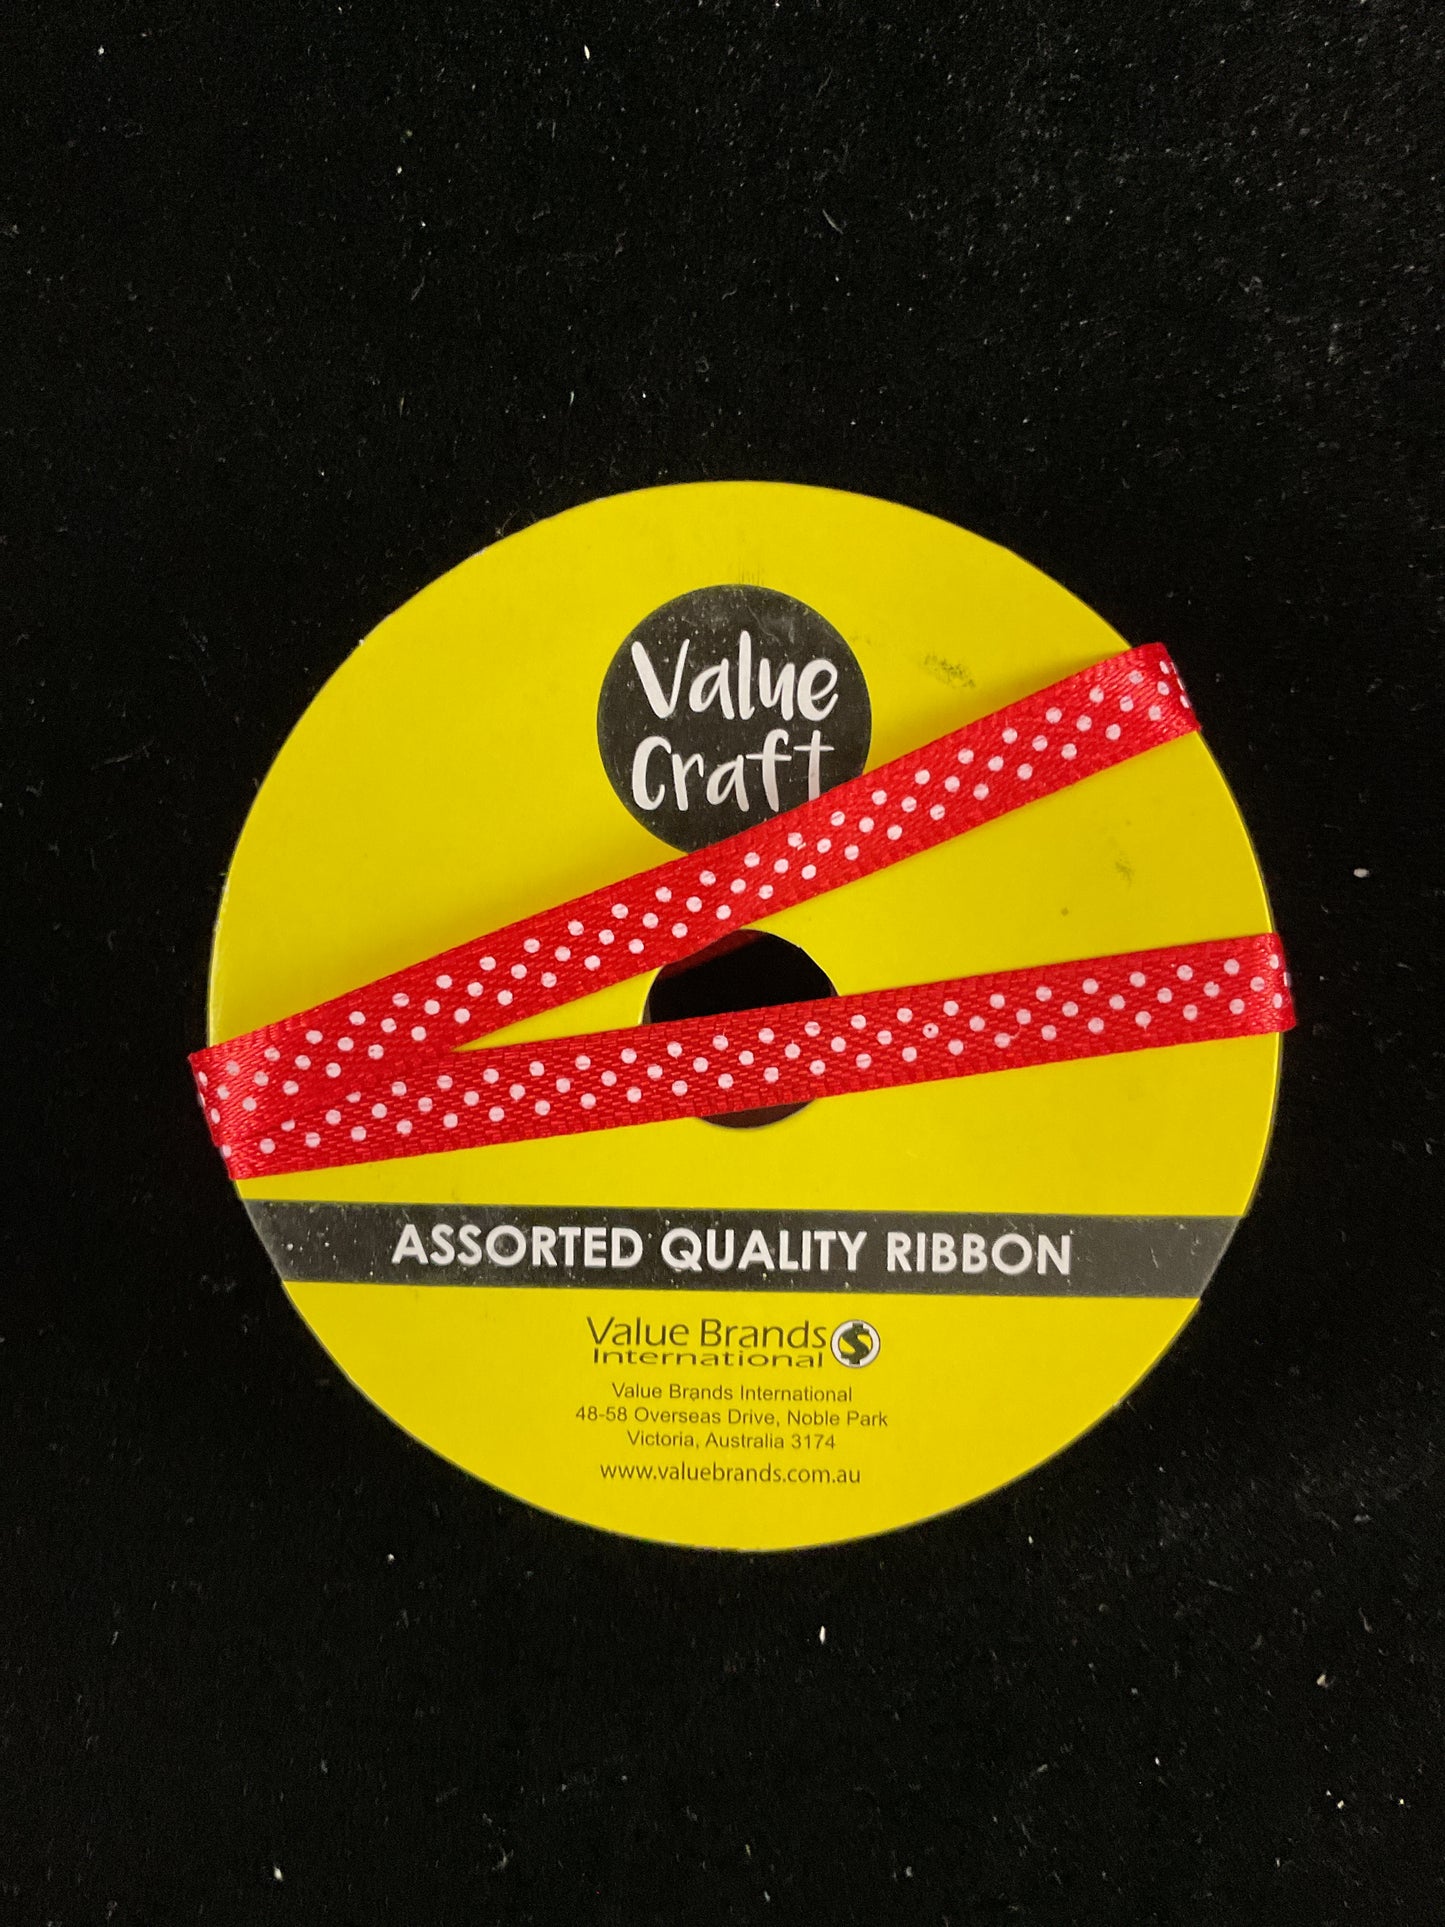 Value
Craft
ASSORTED QUALITY RIBBON
Value Brands
International
Value Brands International
48-58 Overseas Drive, Noble Park
Victoria, Australia 3174
www.valuebrands.com.au